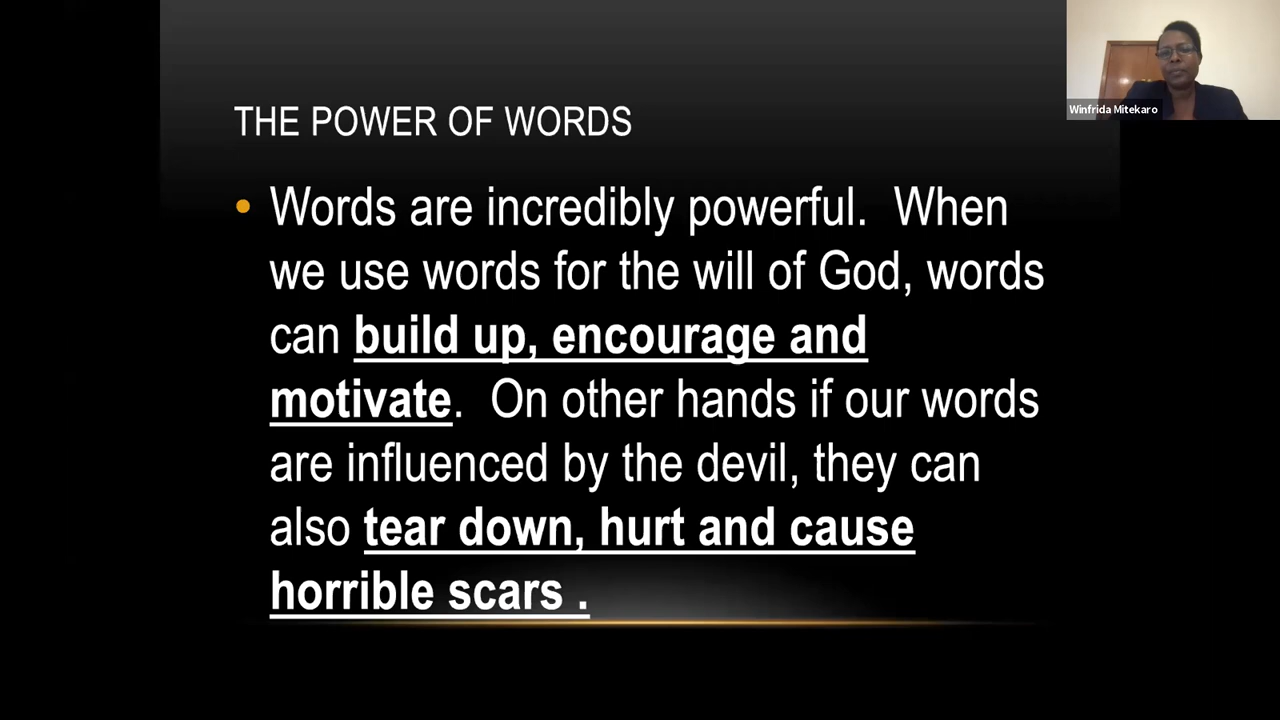 THE POWER OF WORDS
• Words are incredibly powerful.  When
we use words for the will of God, words
can build up, encourage and
motivate.  On other hands if our words
are influenced by the devil, they can
also tear down, hurt and cause
horrible scars .
Winfrida Mitekaro